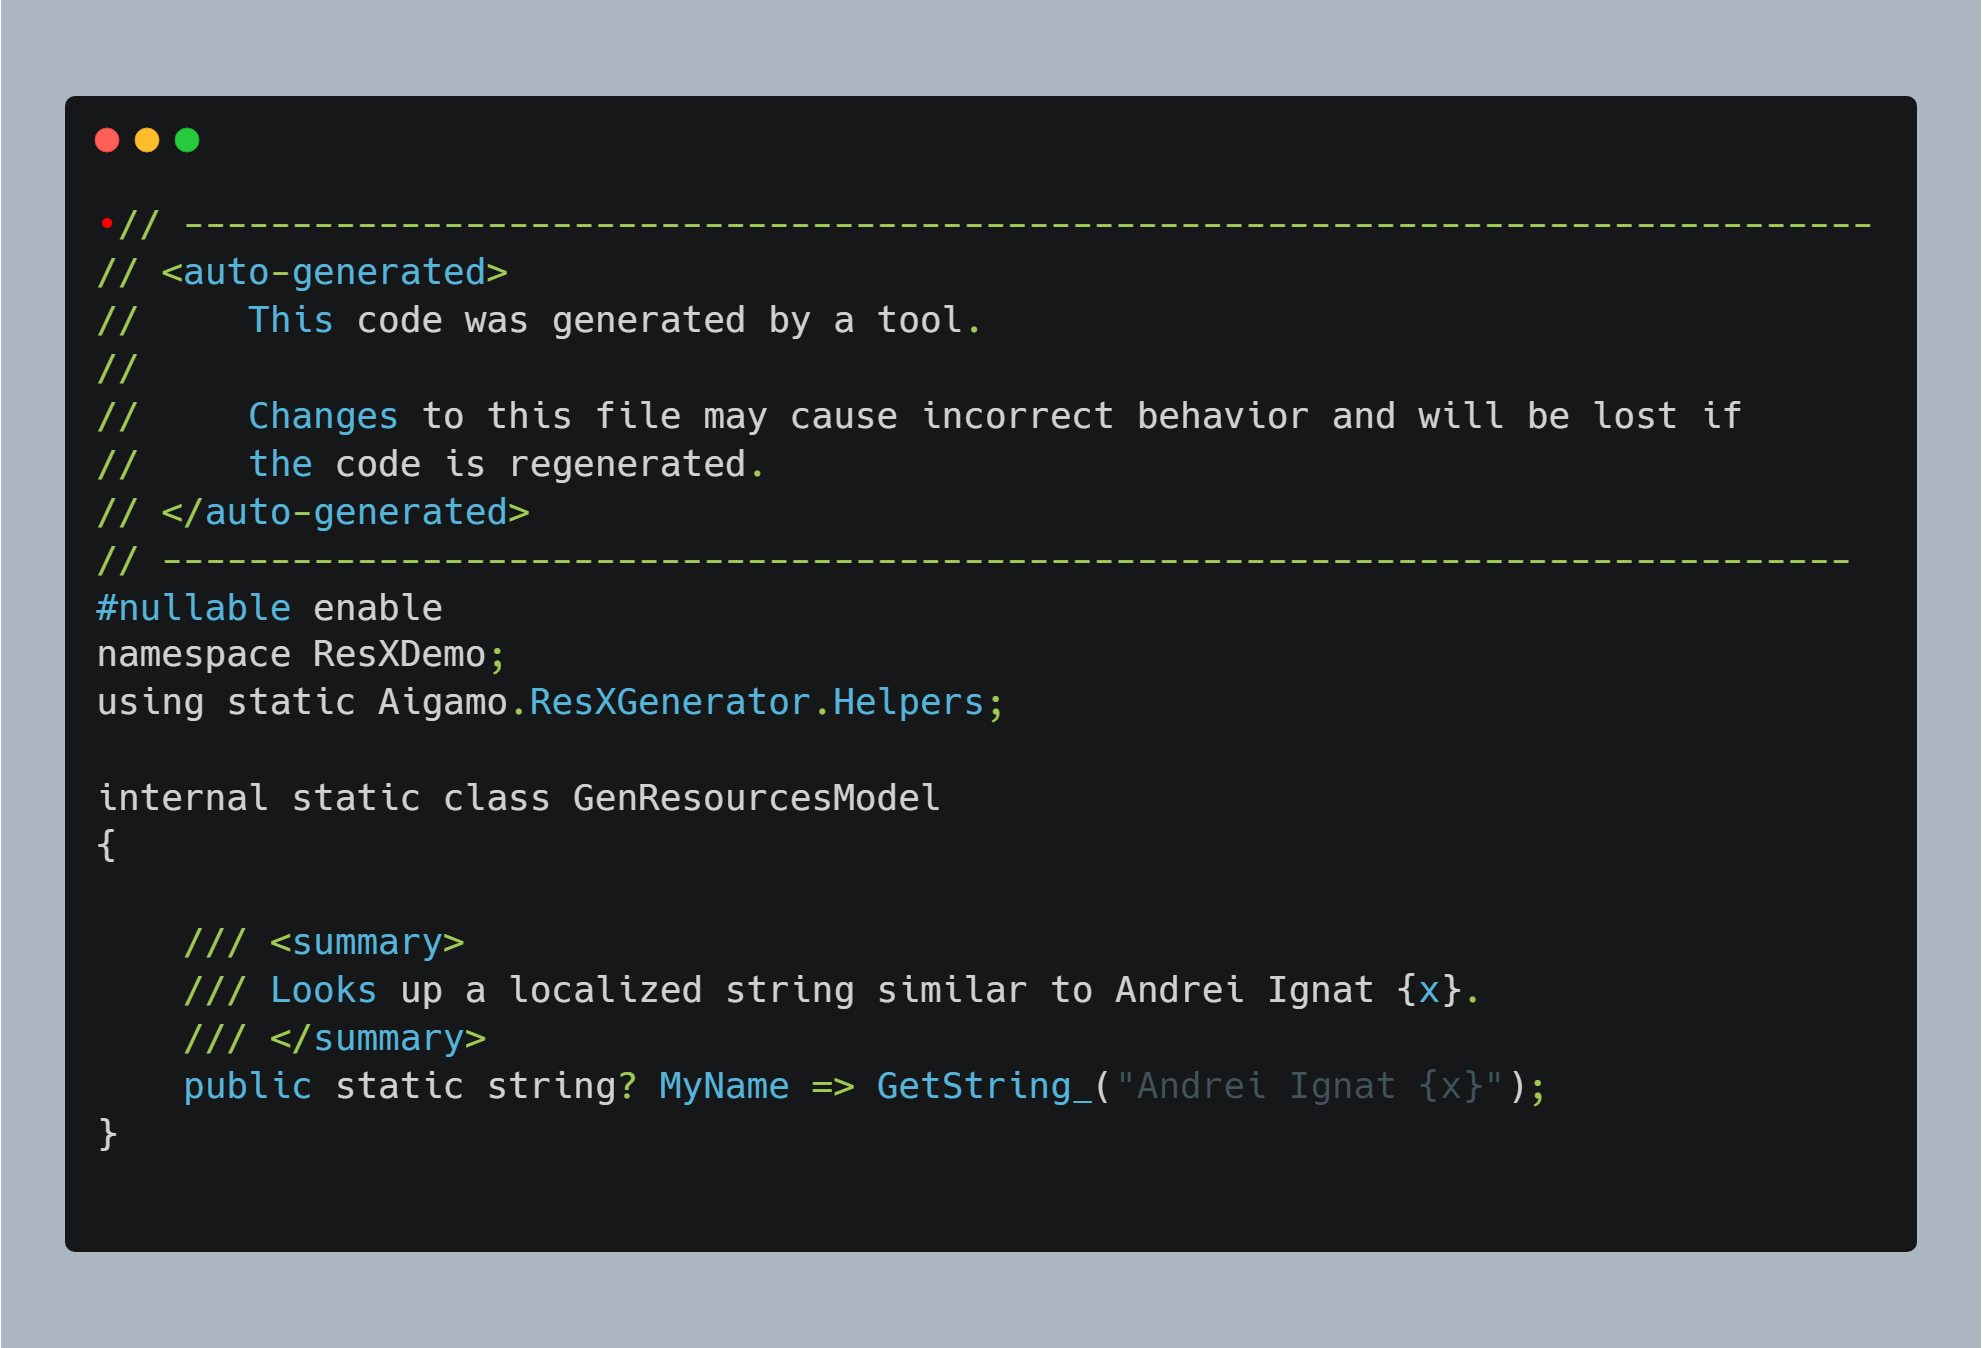 •// ------------------------------------------------------------------------------
// <auto-generated>
//     This code was generated by a tool.
//
//     Changes to this file may cause incorrect behavior and will be lost if
//     the code is regenerated.
// </auto-generated>
// ------------------------------------------------------------------------------
#nullable enable
namespace ResXDemo;
using static Aigamo.ResXGenerator.Helpers;

internal static class GenResourcesModel
{

    /// <summary>
    /// Looks up a localized string similar to Andrei Ignat {x}.
    /// </summary>
    public static string? MyName => GetString_("Andrei Ignat {x}");
}